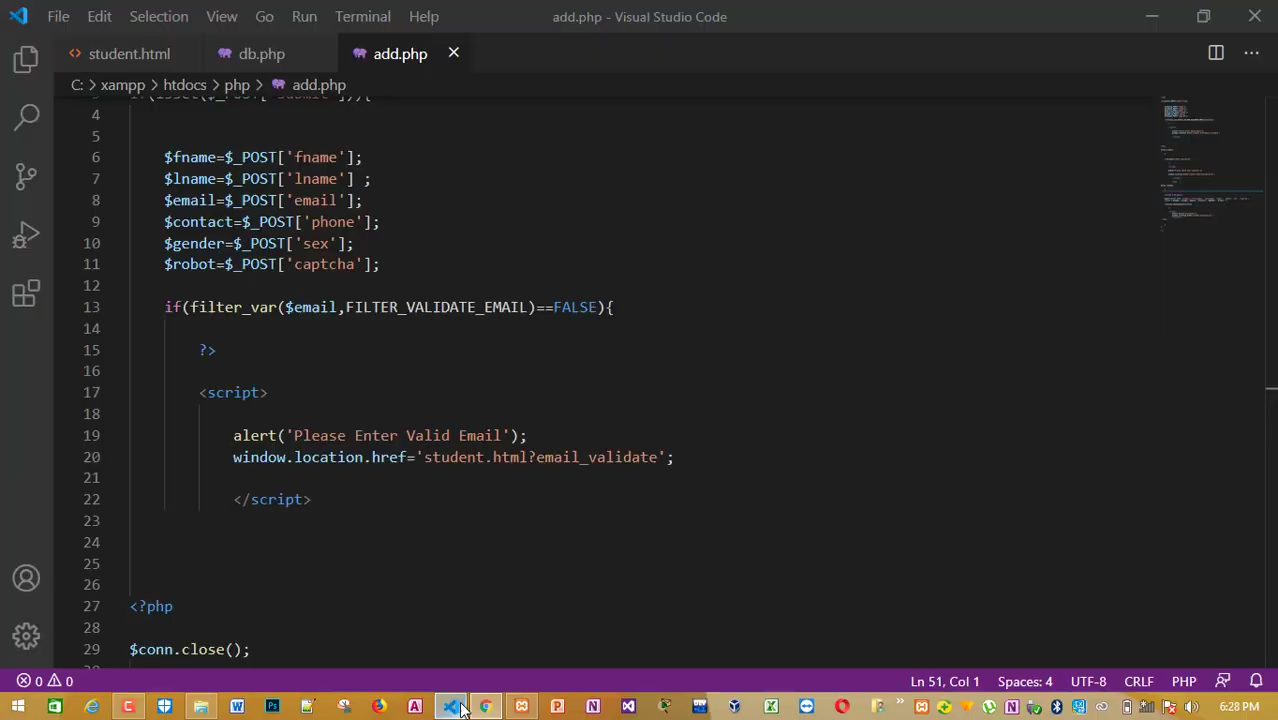 File Edit Selection View Go Run Terminal Help add.php - Visual Studio Code
student.html db.php add.php
C: > xampp > htdocs > php > add.php
4
5
6 $fname=$_POST['fname'];
7 $lname=$_POST['lname'] ;
8 $email=$_POST['email'];
9 $contact=$_POST['phone'];
10 $gender=$_POST['sex'];
11 $robot=$_POST['captcha'];
12
13 if(filter_var($email,FILTER_VALIDATE_EMAIL)==FALSE){
14
15 ?>
16
17 <script>
18
19 alert('Please Enter Valid Email');
20 window.location.href='student.html?email_validate';
21
22 </script>
23
24
25
26
27 <?php
28
29 $conn.close();
0 0 Ln 51, Col 1 Spaces: 4 UTF-8 CRLF PHP
6:28 PM